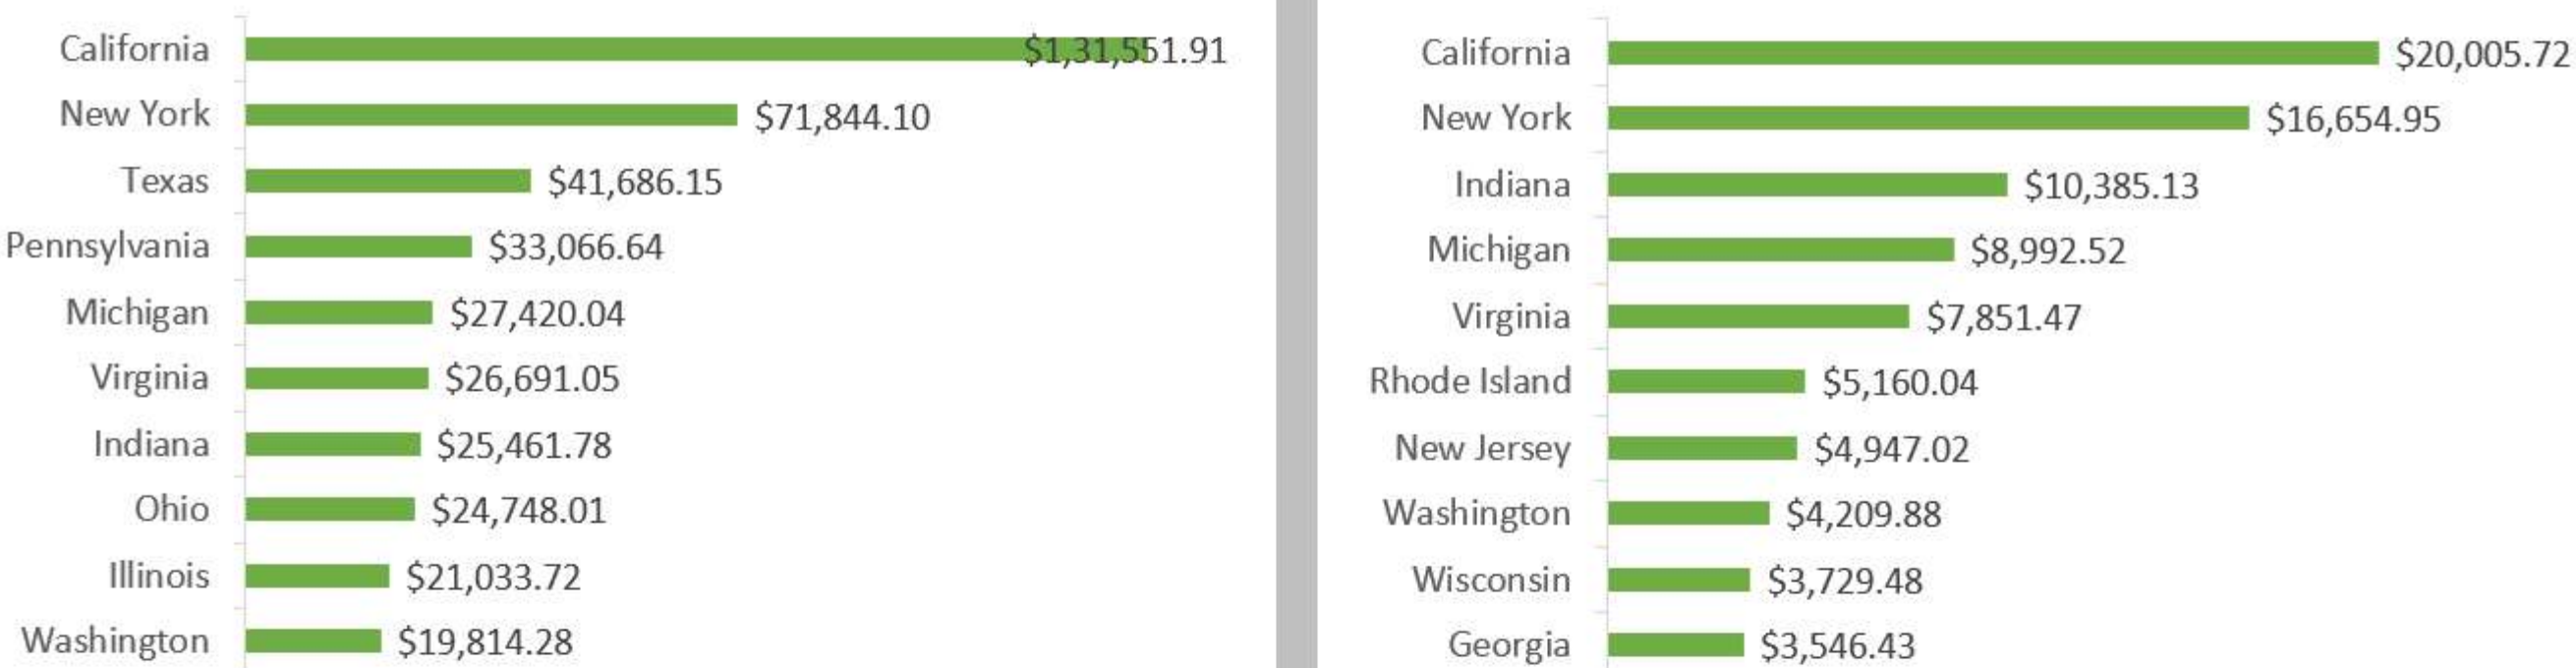 California $1,31,551.91
New York $71,844.10
Texas $41,686.15
Pennsylvania $33,066.64
Michigan $27,420.04
Virginia $26,691.05
Indiana $25,461.78
Ohio $24,748.01
Illinois $21,033.72
Washington $19,814.28
California $20,005.72
New York $16,654.95
Indiana $10,385.13
Michigan $8,992.52
Virginia $7,851.47
Rhode Island $5,160.04
New Jersey $4,947.02
Washington $4,209.88
Wisconsin $3,729.48
Georgia $3,546.43